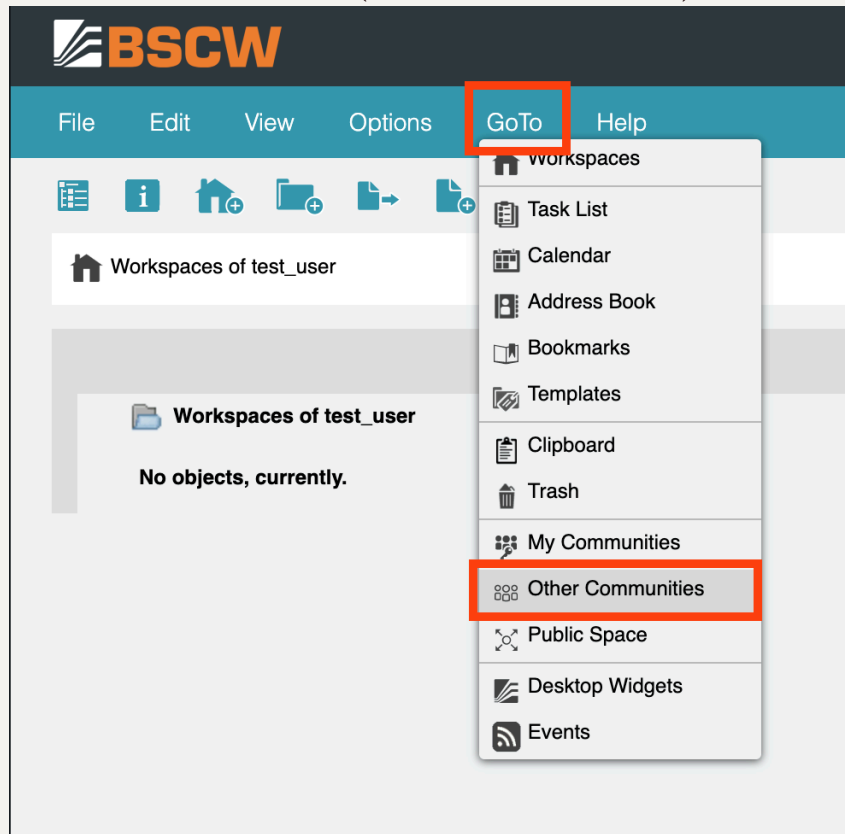 BSCW
File Edit View Options GoTo Help
Workspaces
Task List
Workspaces of test_user
Calendar
Address Book
Bookmarks
Templates
Workspaces of test_user
Clipboard
No objects, currently.
Trash
My Communities
Other Communities
Public Space
Desktop Widgets
Events